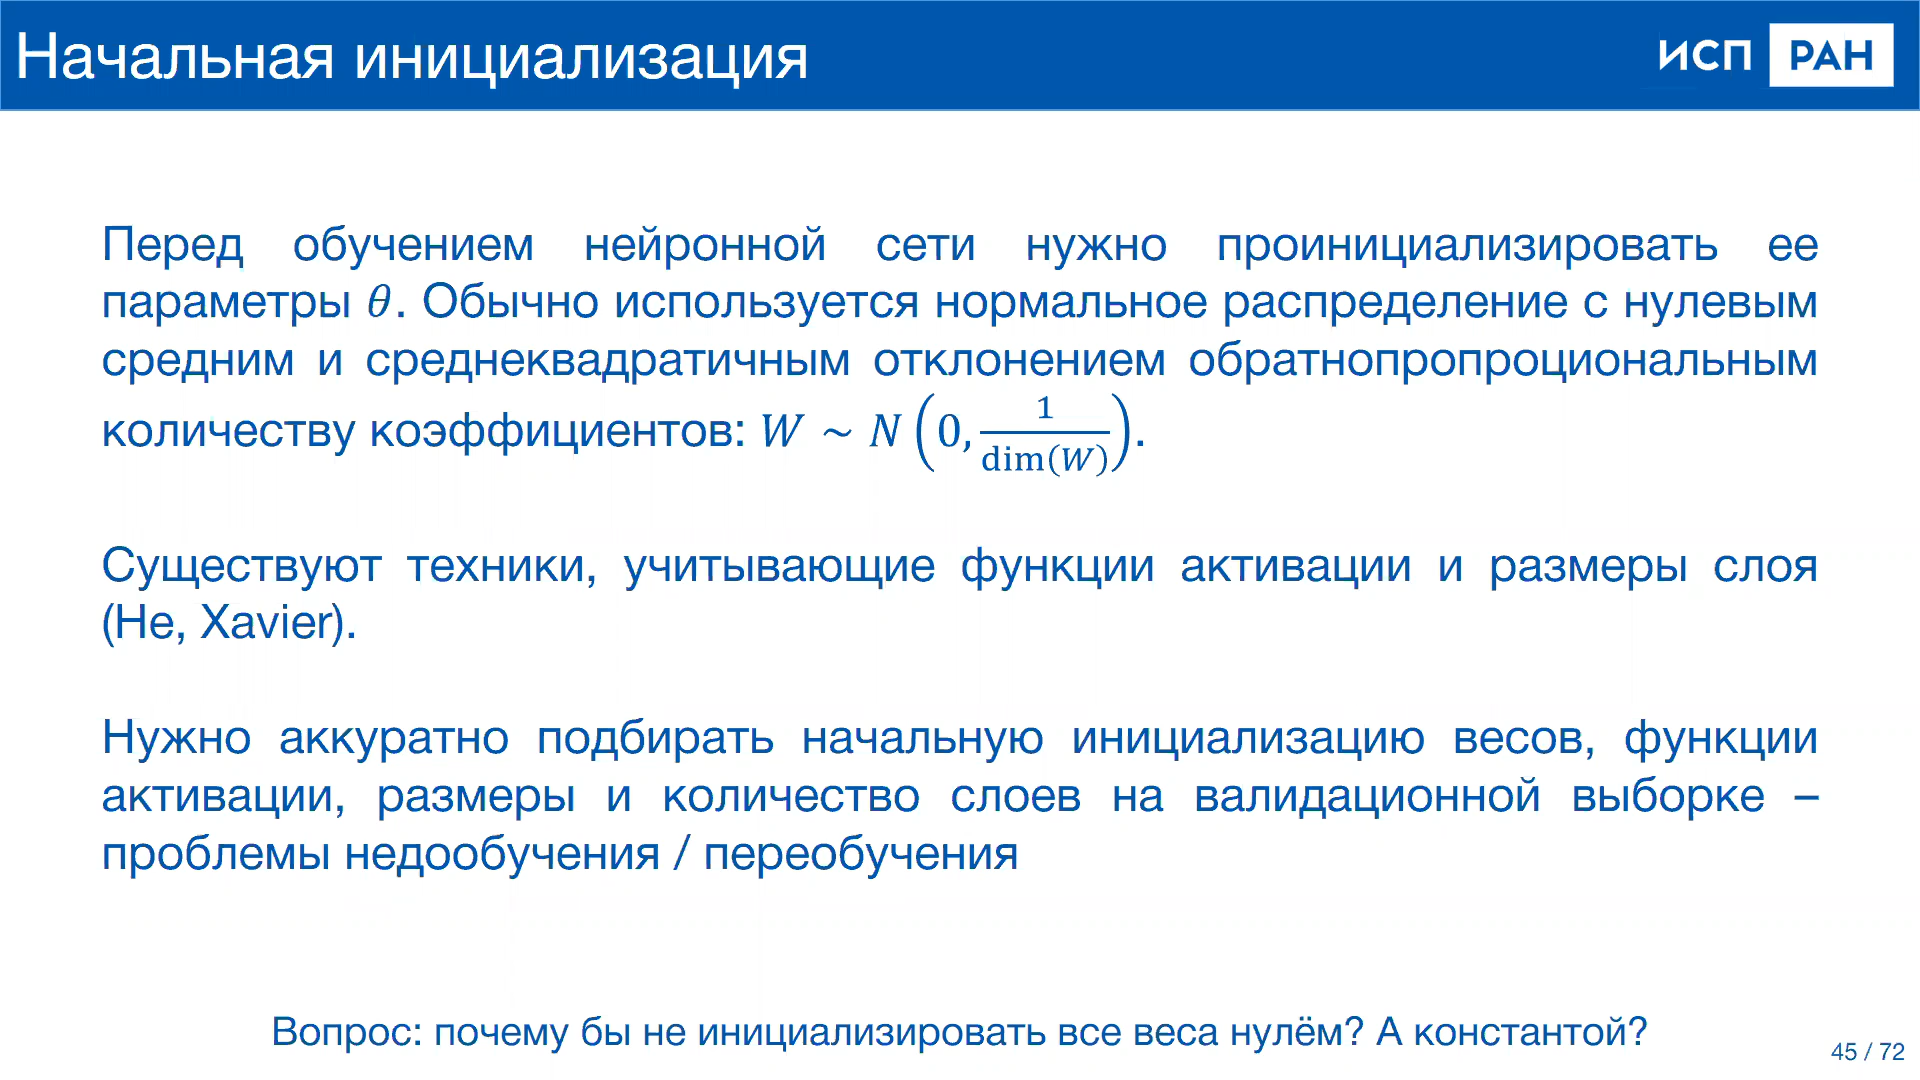 Начальная инициализация
ИСП РАН
Перед обучением нейронной сети нужно проинициализировать ее
параметры θ. Обычно используется нормальное распределение с нулевым
средним и среднеквадратичным отклонением обратнопропроциональным
количеству коэффициентов: W ~ N(0, 1/dim(W)).
Существуют техники, учитывающие функции активации и размеры слоя
(He, Xavier).
Нужно аккуратно подбирать начальную инициализацию весов, функции
активации, размеры и количество слоев на валидационной выборке –
проблемы недообучения / переобучения
Вопрос: почему бы не инициализировать все веса нулём? А константой?
45 / 72